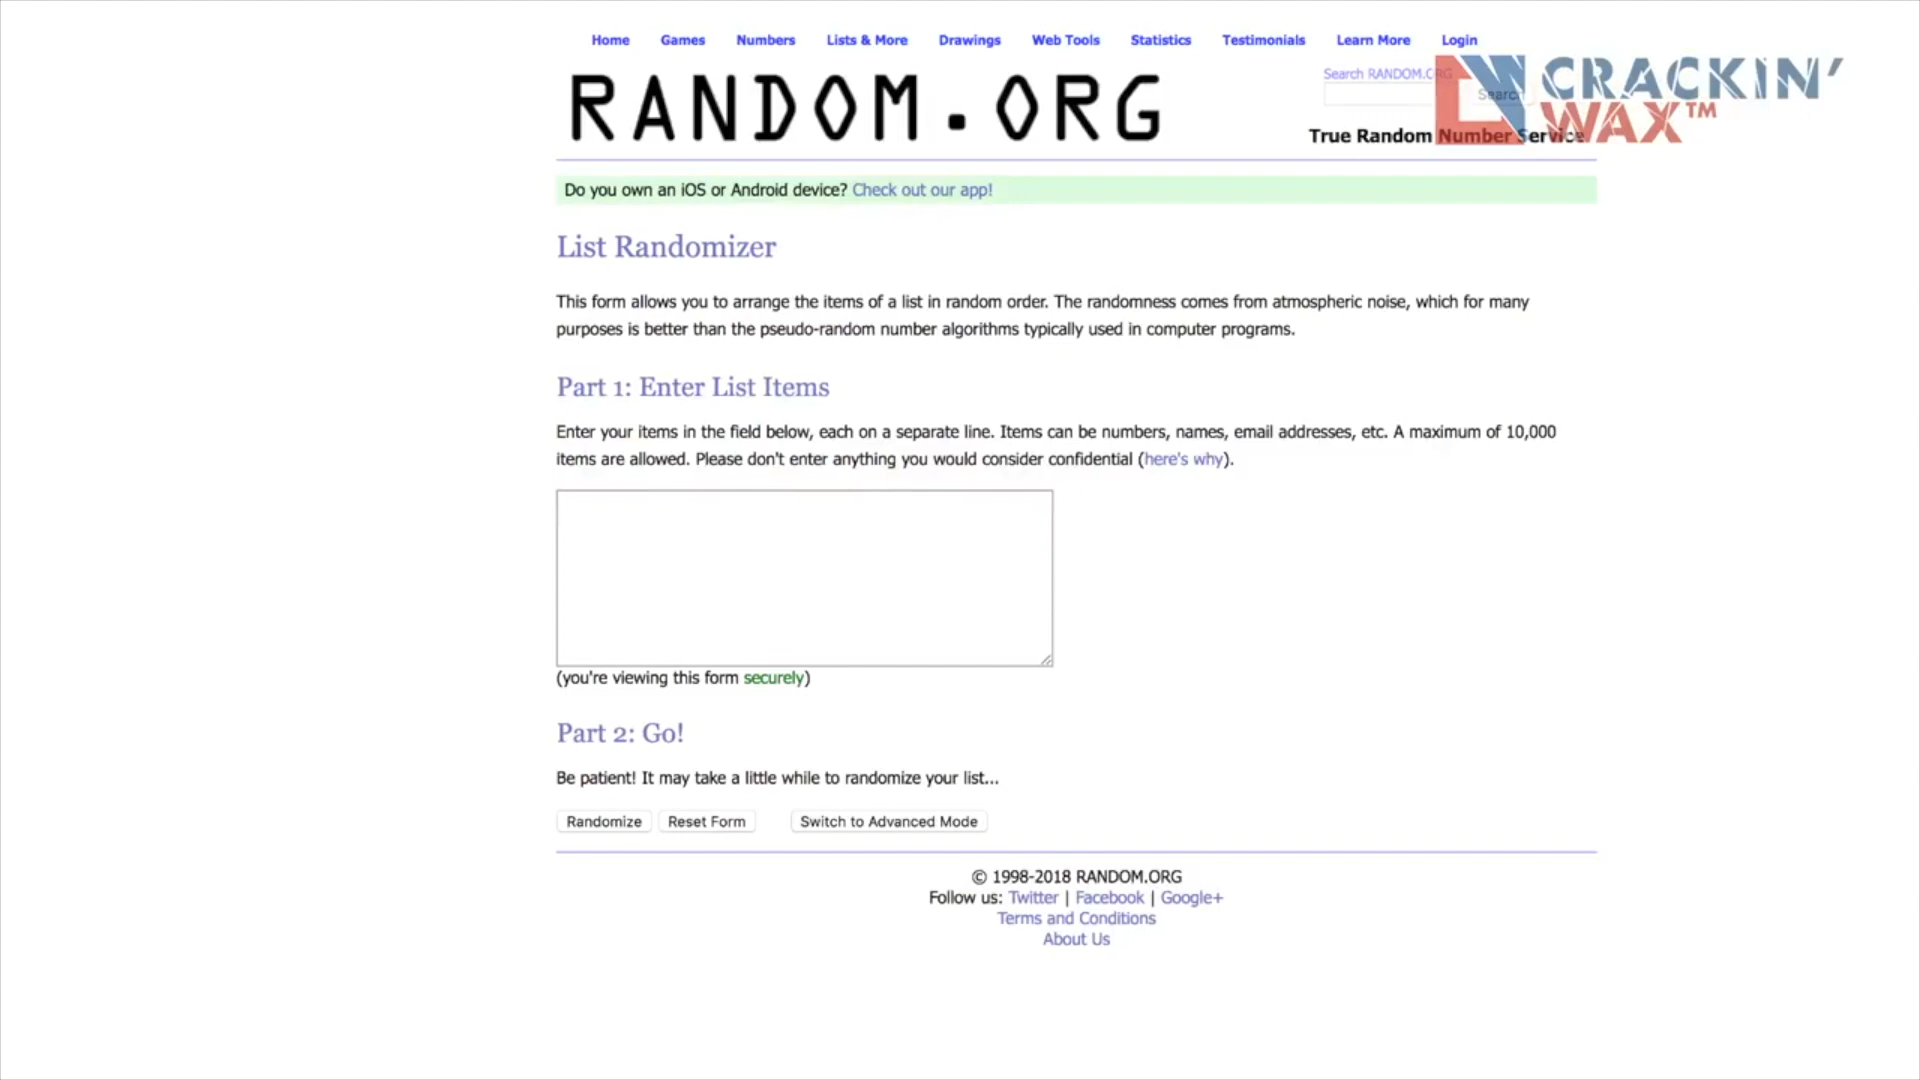 Home Games Numbers Lists & More Drawings Web Tools Statistics Testimonials Learn More Login
RANDOM.ORG
Search RANDOM.ORG
Search
True Random Number Service
CRACKIN'
WAX™
Do you own an iOS or Android device? Check out our app!
List Randomizer
This form allows you to arrange the items of a list in random order. The randomness comes from atmospheric noise, which for many
purposes is better than the pseudo-random number algorithms typically used in computer programs.
Part 1: Enter List Items
Enter your items in the field below, each on a separate line. Items can be numbers, names, email addresses, etc. A maximum of 10,000
items are allowed. Please don't enter anything you would consider confidential (here's why).
(you're viewing this form securely)
Part 2: Go!
Be patient! It may take a little while to randomize your list...
Randomize Reset Form Switch to Advanced Mode
© 1998-2018 RANDOM.ORG
Follow us: Twitter | Facebook | Google+
Terms and Conditions
About Us